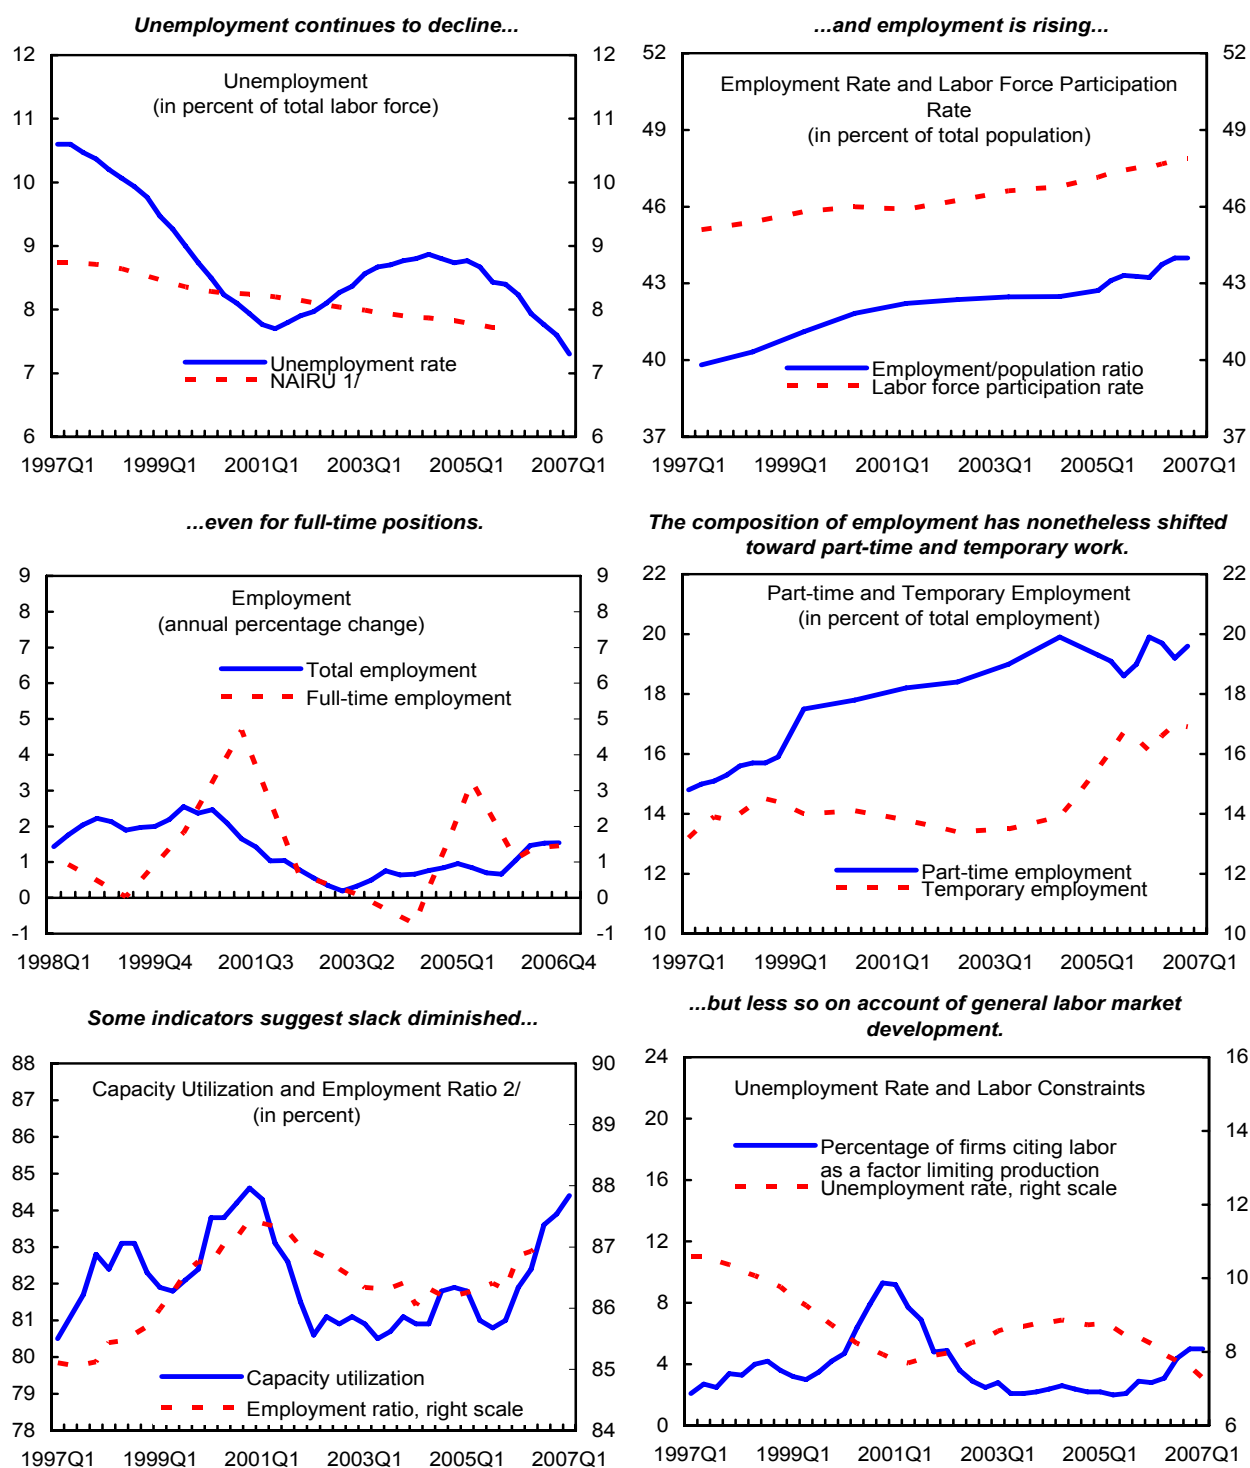 Unemployment continues to decline...
12
11
10
9
8
7
6
12
11
10
9
8
7
6
Unemployment
(in percent of total labor force)
Unemployment rate
NAIRU 1/
1997Q1 1999Q1 2001Q1 2003Q1 2005Q1 2007Q1
...and employment is rising...
52
49
46
43
40
37
52
49
46
43
40
37
Employment Rate and Labor Force Participation
Rate
(in percent of total population)
Employment/population ratio
Labor force participation rate
1997Q1 1999Q1 2001Q1 2003Q1 2005Q1 2007Q1
...even for full-time positions.
9
8
7
6
5
4
3
2
1
0
-1
9
8
7
6
5
4
3
2
1
0
-1
Employment
(annual percentage change)
Total employment
Full-time employment
1998Q1 1999Q4 2001Q3 2003Q2 2005Q1 2006Q4
The composition of employment has nonetheless shifted
toward part-time and temporary work.
22
20
18
16
14
12
10
22
20
18
16
14
12
10
Part-time and Temporary Employment
(in percent of total employment)
Part-time employment
Temporary employment
1997Q1 1999Q1 2001Q1 2003Q1 2005Q1 2007Q1
Some indicators suggest slack diminished...
88
87
86
85
84
83
82
81
80
79
78
90
89
88
87
86
85
84
Capacity Utilization and Employment Ratio 2/
(in percent)
Capacity utilization
Employment ratio, right scale
1997Q1 1999Q1 2001Q1 2003Q1 2005Q1 2007Q1
...but less so on account of general labor market
development.
24
20
16
12
8
4
0
16
14
12
10
8
6
Unemployment Rate and Labor Constraints
Percentage of firms citing labor
as a factor limiting production
Unemployment rate, right scale
1997Q1 1999Q1 2001Q1 2003Q1 2005Q1 2007Q1